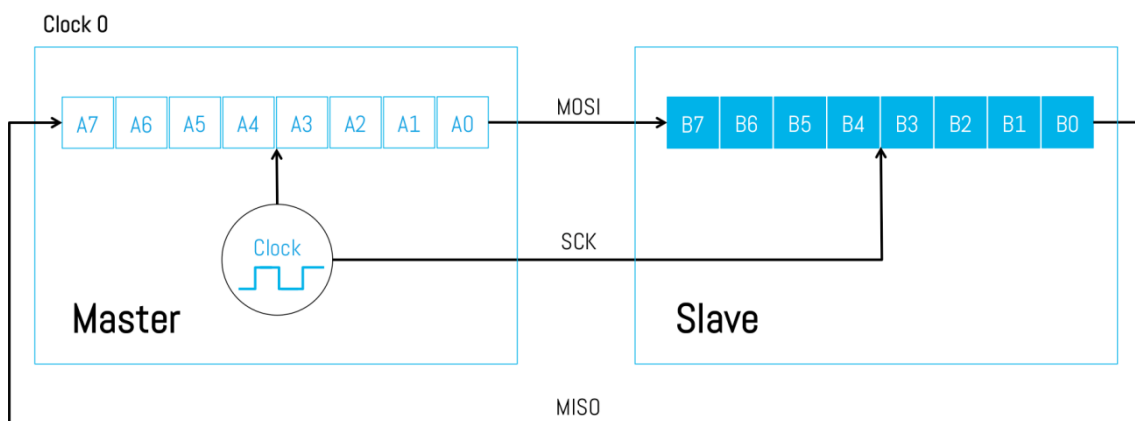 Clock 0
A7 A6 A5 A4 A3 A2 A1 A0
MOSI
B7 B6 B5 B4 B3 B2 B1 B0
Clock
SCK
Master
Slave
MISO